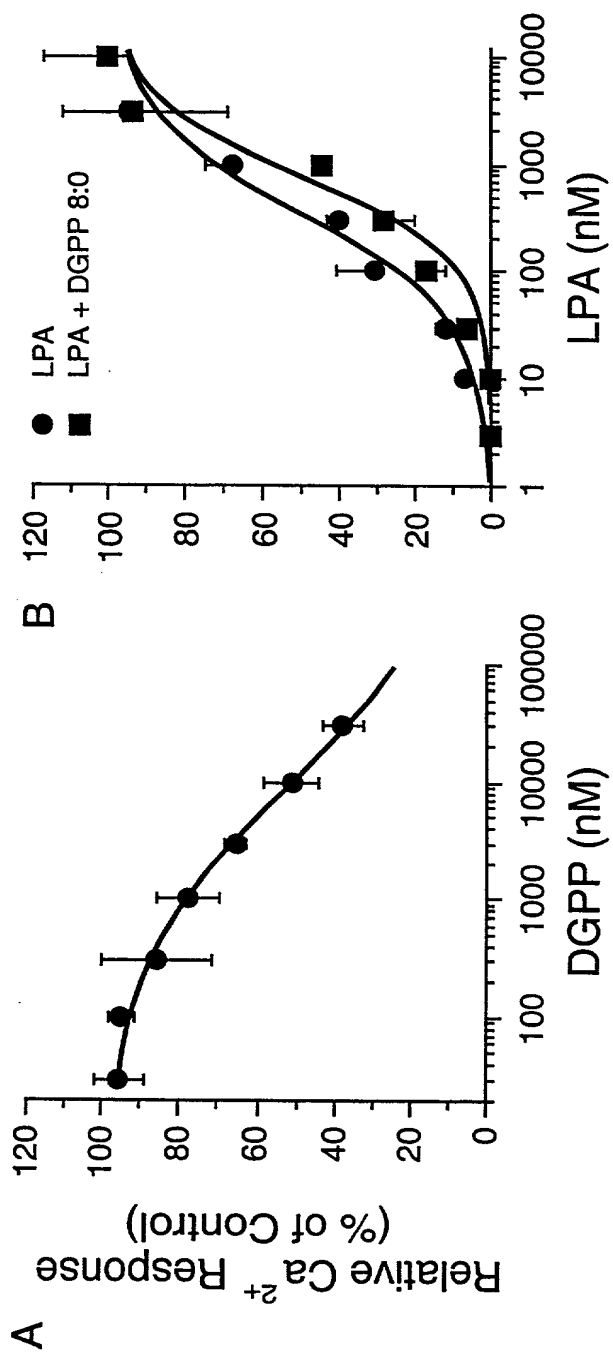 A
Relative Ca2+ Response
(% of Control)
120
100
80
60
40
20
0
100
1000
10000
100000
DGPP (nM)
B
LPA
LPA + DGPP 8:0
120
100
80
60
40
20
0
1
10
100
1000
10000
LPA (nM)